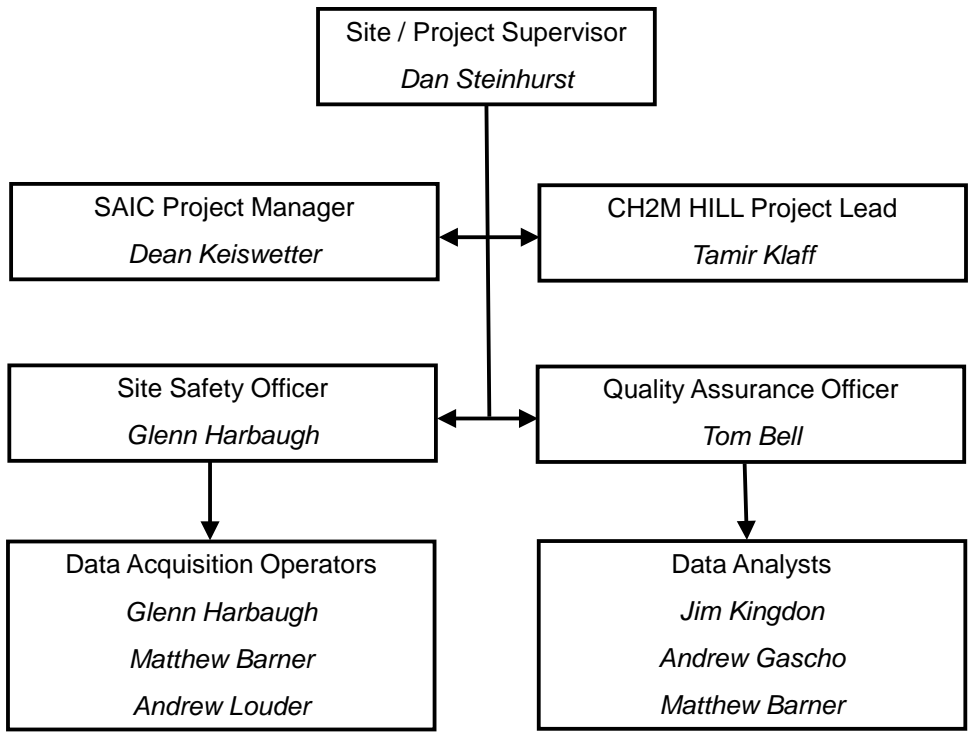 Site / Project Supervisor
Dan Steinhurst
SAIC Project Manager
Dean Keiswetter
CH2M HILL Project Lead
Tamir Klaff
Site Safety Officer
Glenn Harbaugh
Quality Assurance Officer
Tom Bell
Data Acquisition Operators
Glenn Harbaugh
Matthew Barner
Andrew Louder
Data Analysts
Jim Kingdon
Andrew Gascho
Matthew Barner